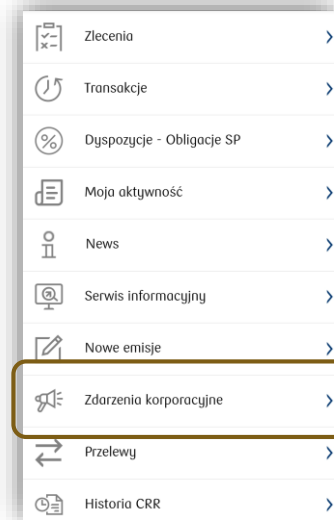 Zlecenia
Transakcje
Dyspozycje - Obligacje SP
Moja aktywność
News
Serwis informacyjny
Nowe emisje
Zdarzenia korporacyjne
Przelewy
Historia CRR